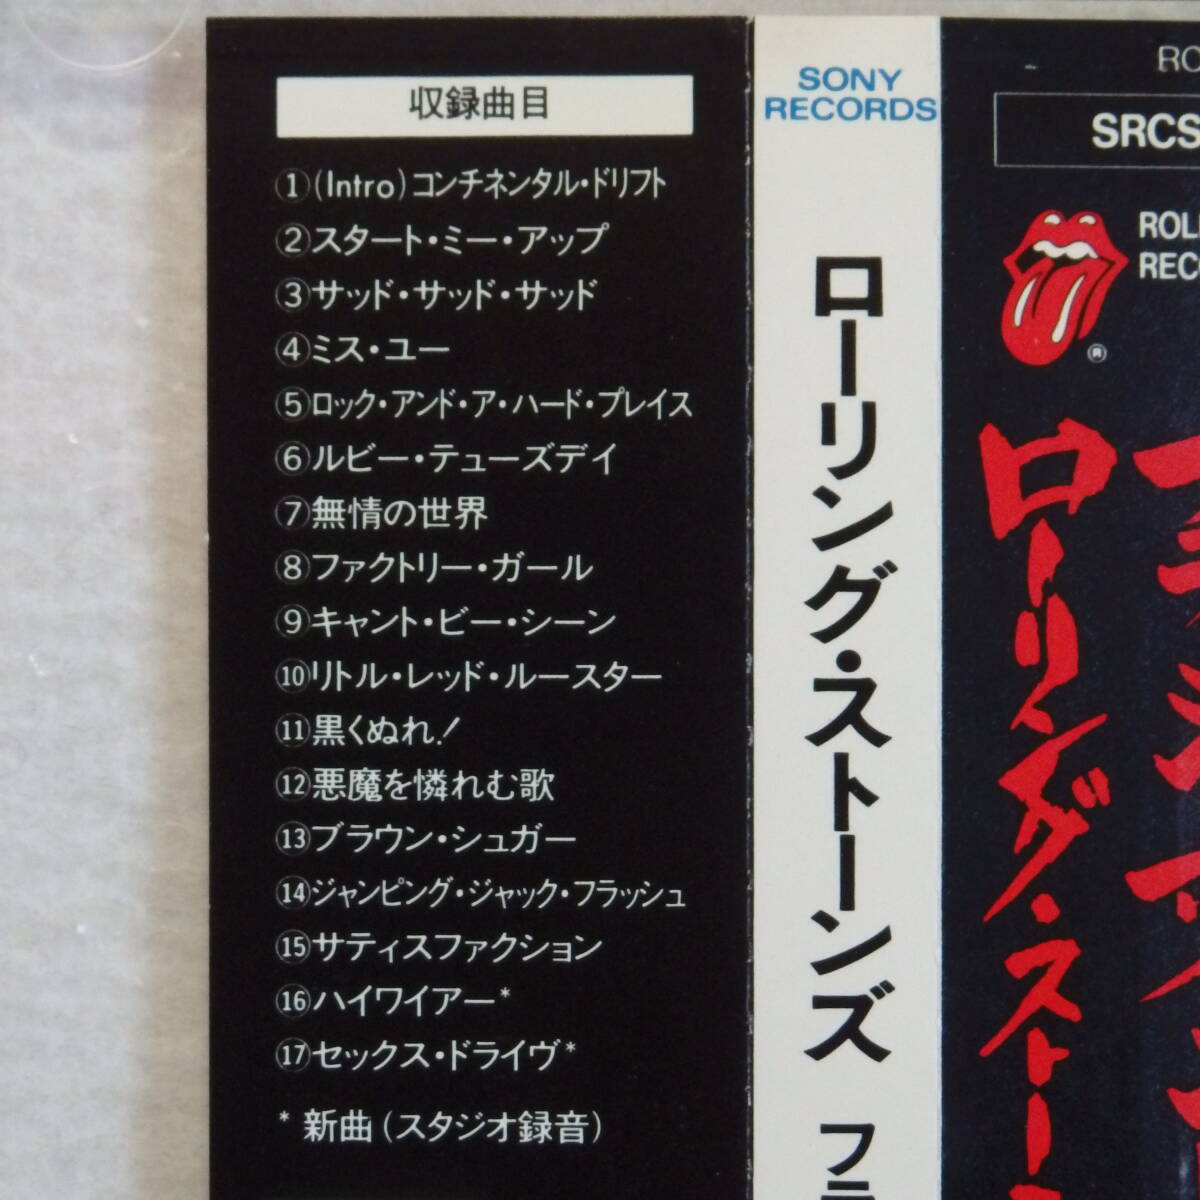 収録曲目
①(Intro)コンチネンタル・ドリフト
②スタート・ミー・アップ
③サッド・サッド・サッド
④ミス・ユー
⑤ロック・アンド・ア・ハード・プレイス
⑥ルビー・テューズデイ
⑦無情の世界
⑧ファクトリー・ガール
⑨キャント・ビー・シーン
⑩リトル・レッド・ルースター
⑪黒くぬれ!
⑫悪魔を憐れむ歌
⑬ブラウン・シュガー
⑭ジャンピング・ジャック・フラッシュ
⑮サティスファクション
⑯ハイワイアー*
⑰セックス・ドライヴ*
* 新曲(スタジオ録音)
SONY
RECORDS
ローリング・ストーンズ フラ
SRCS
®
ローリング・ストー